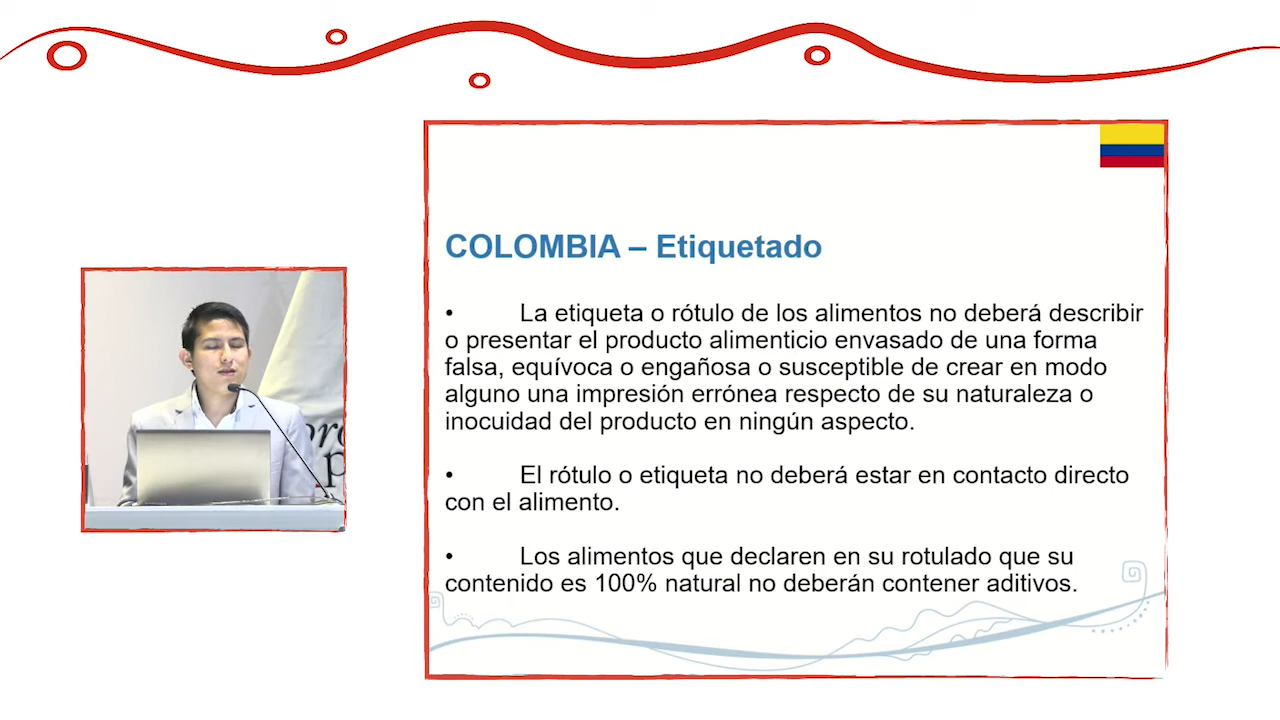 COLOMBIA – Etiquetado
• La etiqueta o rótulo de los alimentos no deberá describir
o presentar el producto alimenticio envasado de una forma
falsa, equívoca o engañosa o susceptible de crear en modo
alguno una impresión errónea respecto de su naturaleza o
inocuidad del producto en ningún aspecto.
• El rótulo o etiqueta no deberá estar en contacto directo
con el alimento.
• Los alimentos que declaren en su rotulado que su
contenido es 100% natural no deberán contener aditivos.